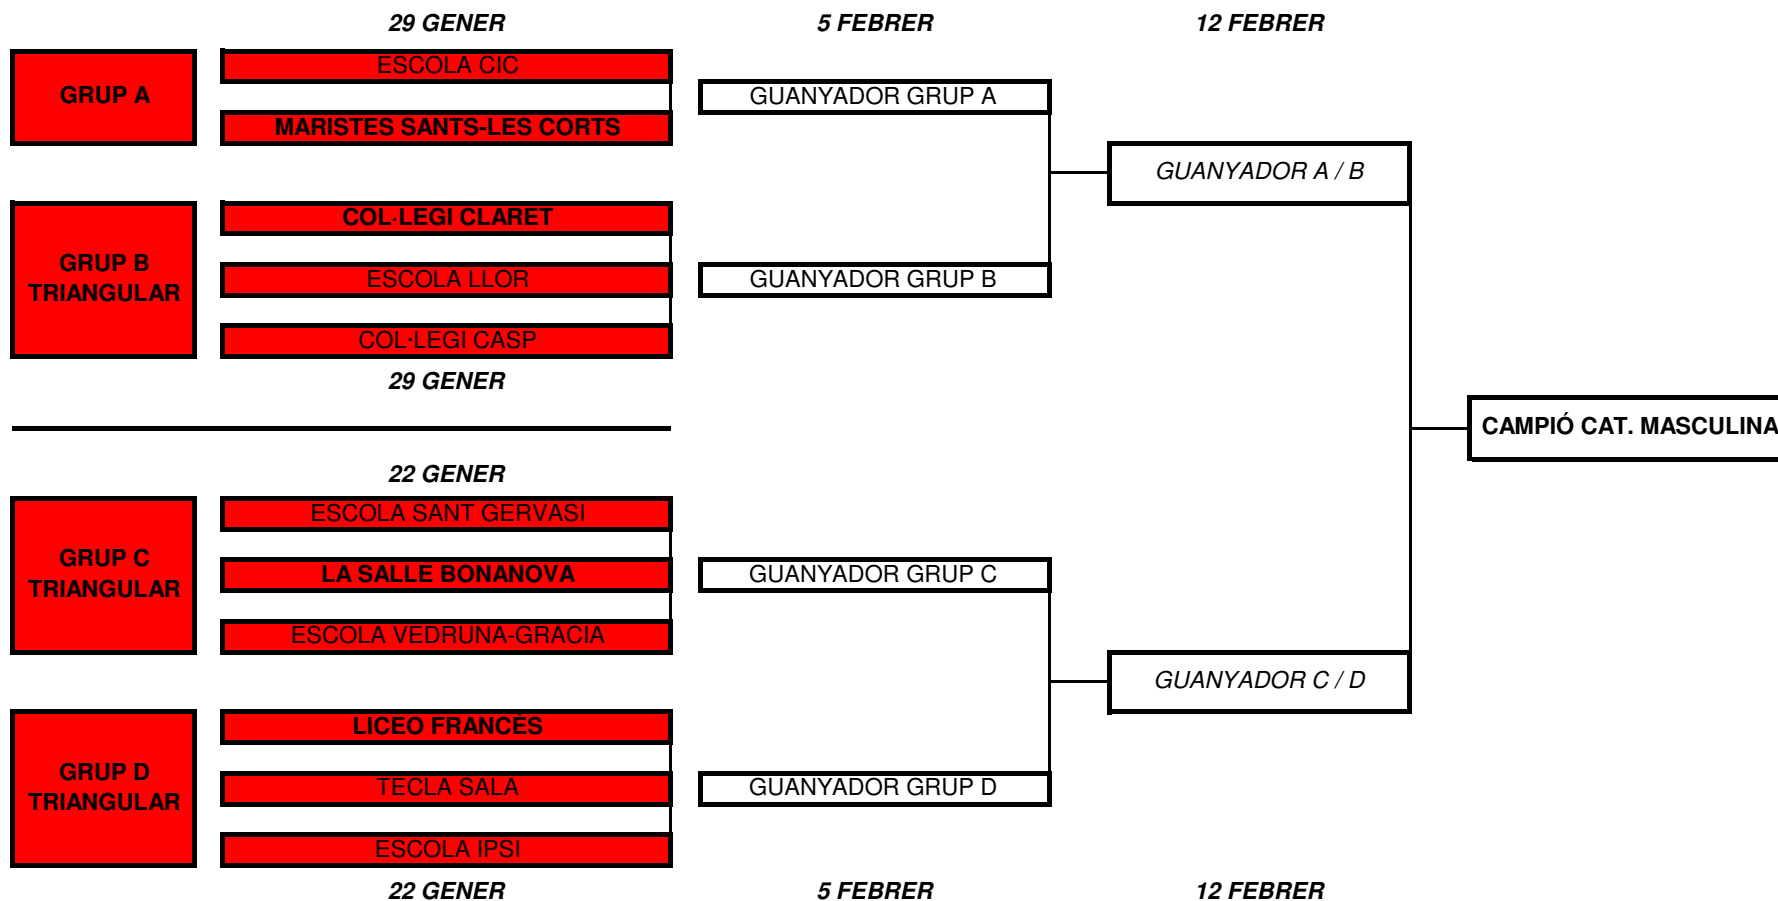 29 GENER
5 FEBRER
12 FEBRER
GRUP A
ESCOLA CIC
MARISTES SANTS-LES CORTS
GUANYADOR GRUP A
GUANYADOR A / B
GRUP B
TRIANGULAR
COL·LEGI CLARET
ESCOLA LLOR
COL·LEGI CASP
GUANYADOR GRUP B
29 GENER
CAMPIÓ CAT. MASCULINA
22 GENER
GRUP C
TRIANGULAR
ESCOLA SANT GERVASI
LA SALLE BONANOVA
ESCOLA VEDRUNA-GRÀCIA
GUANYADOR GRUP C
GUANYADOR C / D
GRUP D
TRIANGULAR
LICEO FRANCÈS
TECLA SALA
ESCOLA IPSI
GUANYADOR GRUP D
22 GENER
5 FEBRER
12 FEBRER